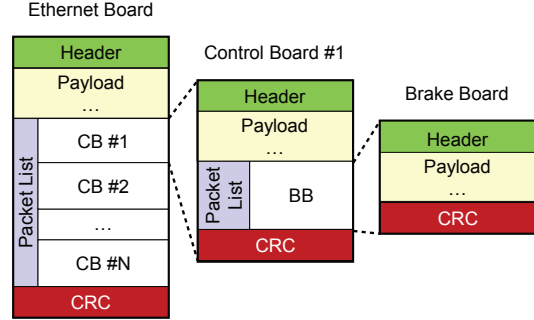 Ethernet Board
Header
Payload
...
Packet List
CB #1
CB #2
...
CB #N
CRC
Control Board #1
Header
Payload
...
Packet
List
BB
CRC
Brake Board
Header
Payload
...
CRC